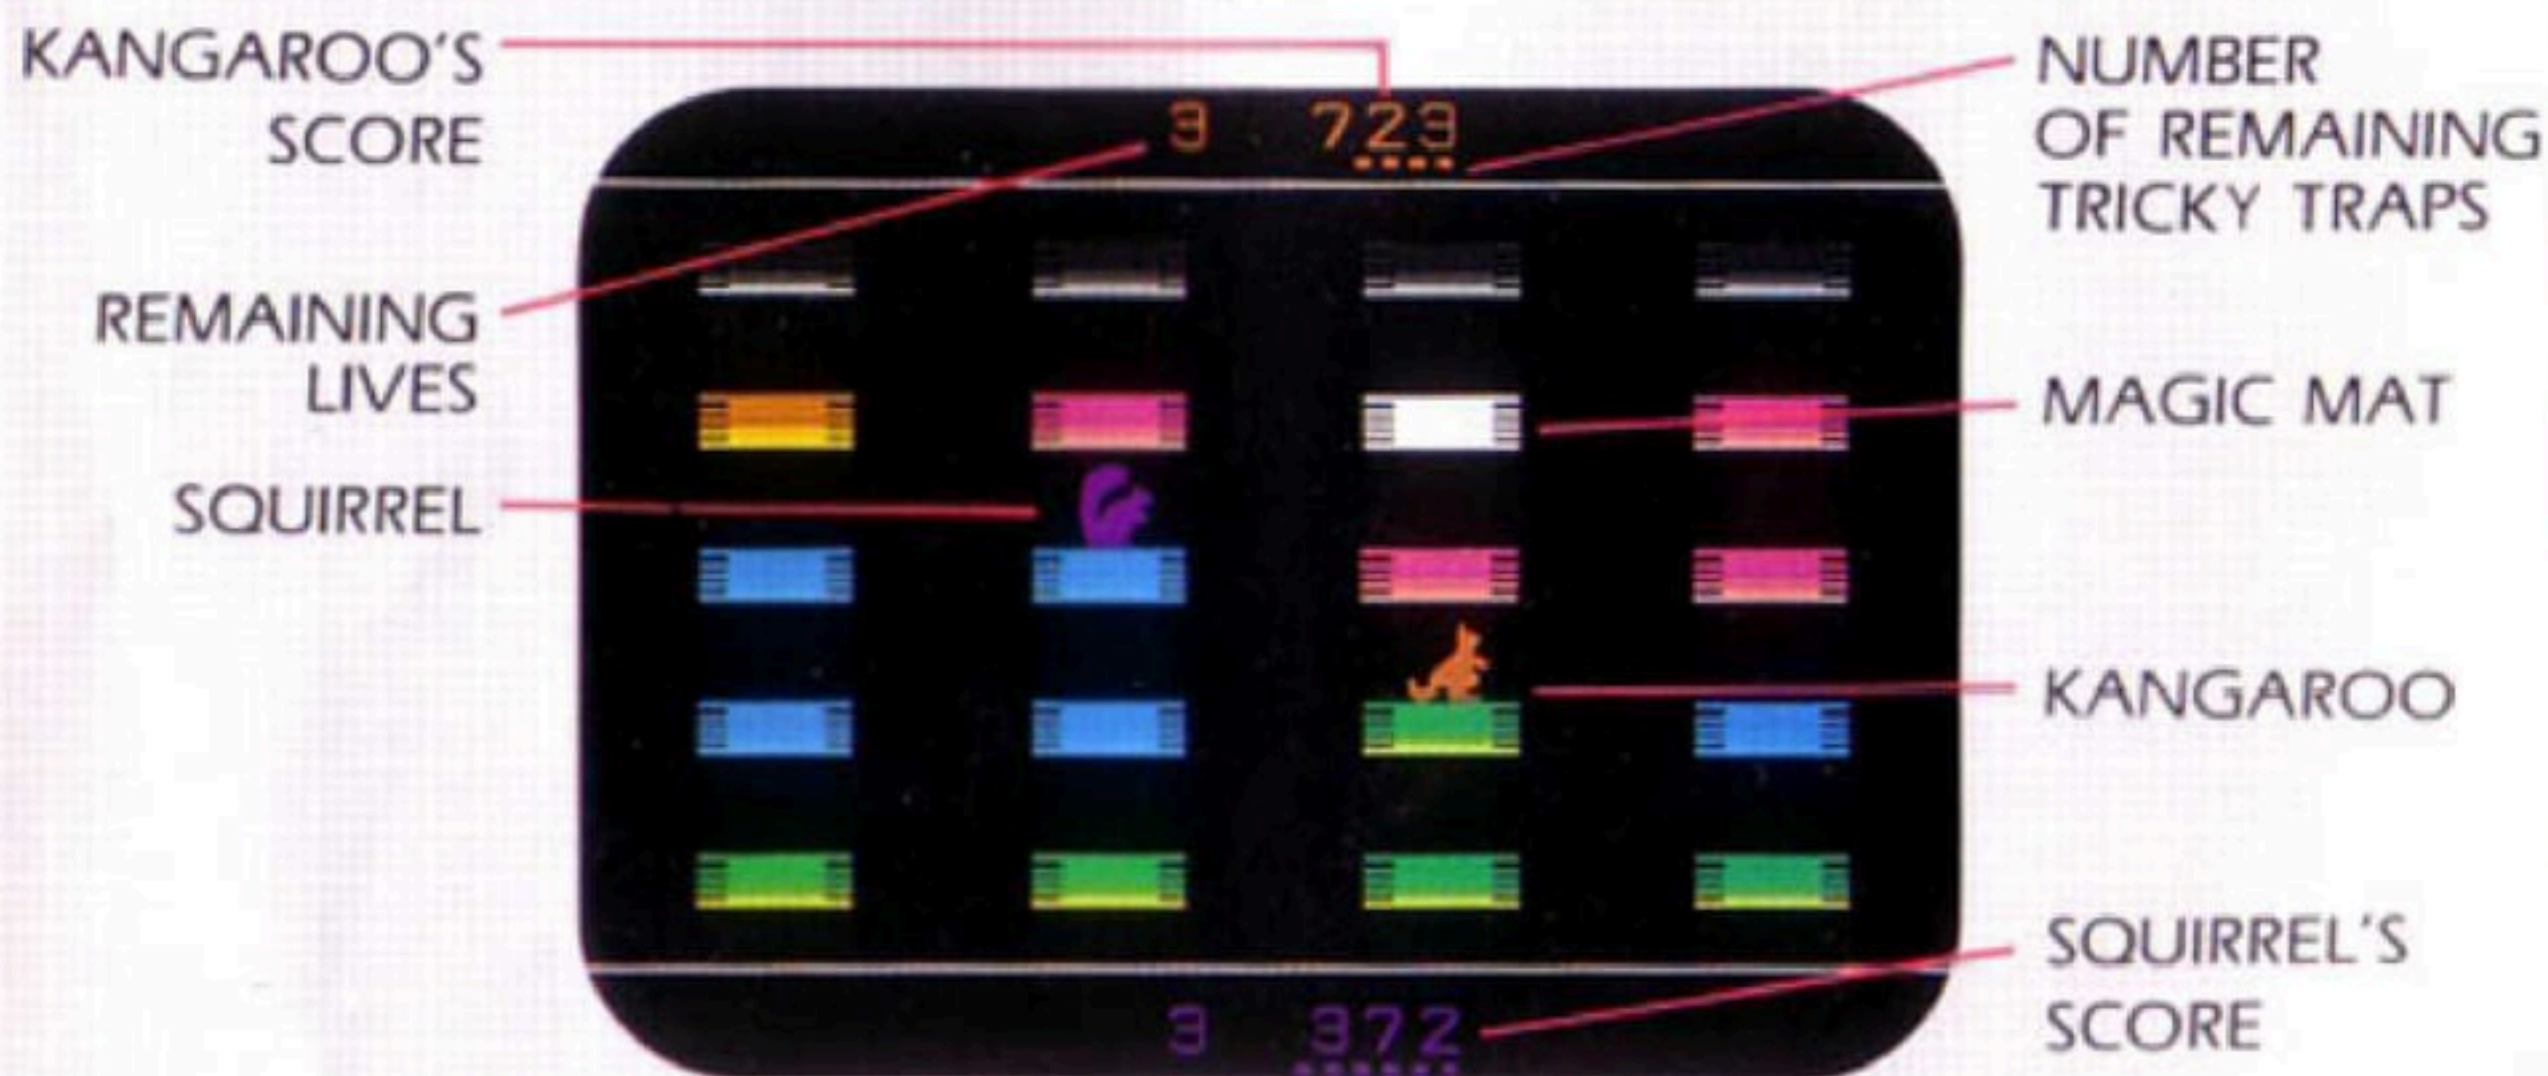 KANGAROO'S
SCORE
REMAINING
LIVES
SQUIRREL
3 723
3 372
NUMBER
OF REMAINING
TRICKY TRAPS
MAGIC MAT
KANGAROO
SQUIRREL'S
SCORE